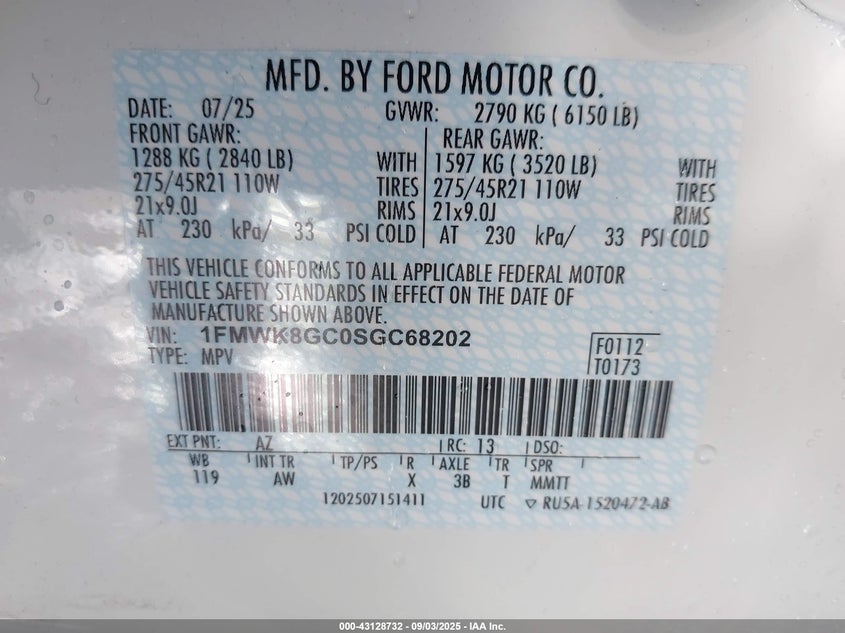 MFD. BY FORD MOTOR CO.
DATE: 07/25 GVWR: 2790 KG ( 6150 LB)
FRONT GAWR: REAR GAWR:
1288 KG ( 2840 LB) WITH 1597 KG ( 3520 LB) WITH
275/45R21 110W TIRES 275/45R21 110W TIRES
21x9.0J RIMS 21x9.0J RIMS
AT 230 kPa/ 33 PSI COLD AT 230 kPa/ 33 PSI COLD
THIS VEHICLE CONFORMS TO ALL APPLICABLE FEDERAL MOTOR
VEHICLE SAFETY STANDARDS IN EFFECT ON THE DATE OF
MANUFACTURE SHOWN ABOVE.
VIN: 1FMWK8GC0SGC68202 F0112
TYPE: MPV T0173
EXT PNT: AZ RC: 13 DSO:
WB INT TR TP/PS R AXLE TR SPR
119 AW X 3B T MMTT
1202507151411 UTC ▽ RU5A-1520472-AB
000-43128732 - 09/03/2025 - IAA Inc.